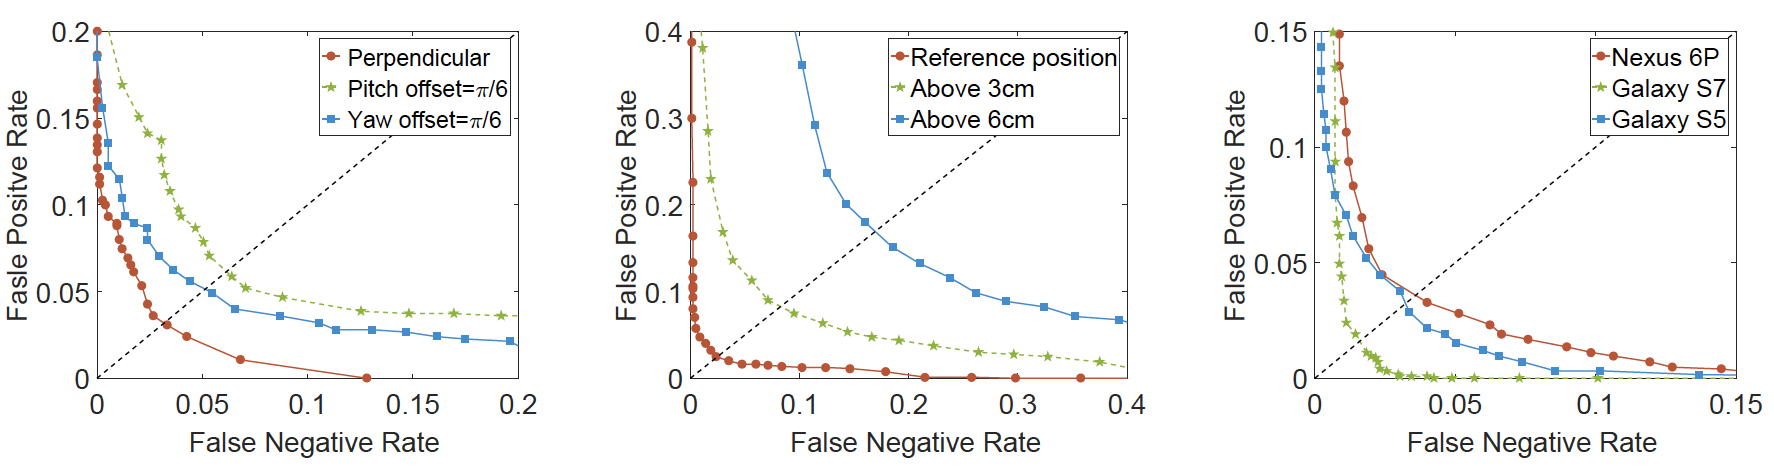 Fasle Positve Rate
0.2
0.15
0.1
0.05
0
Perpendicular
Pitch offset=π/6
Yaw offset=π/6
0 0.05 0.1 0.15 0.2
False Negative Rate
False Positive Rate
0.4
0.3
0.2
0.1
0
Reference position
Above 3cm
Above 6cm
0 0.1 0.2 0.3 0.4
False Negative Rate
False Positive Rate
0.15
0.1
0.05
0
Nexus 6P
Galaxy S7
Galaxy S5
0 0.05 0.1 0.15
False Negative Rate